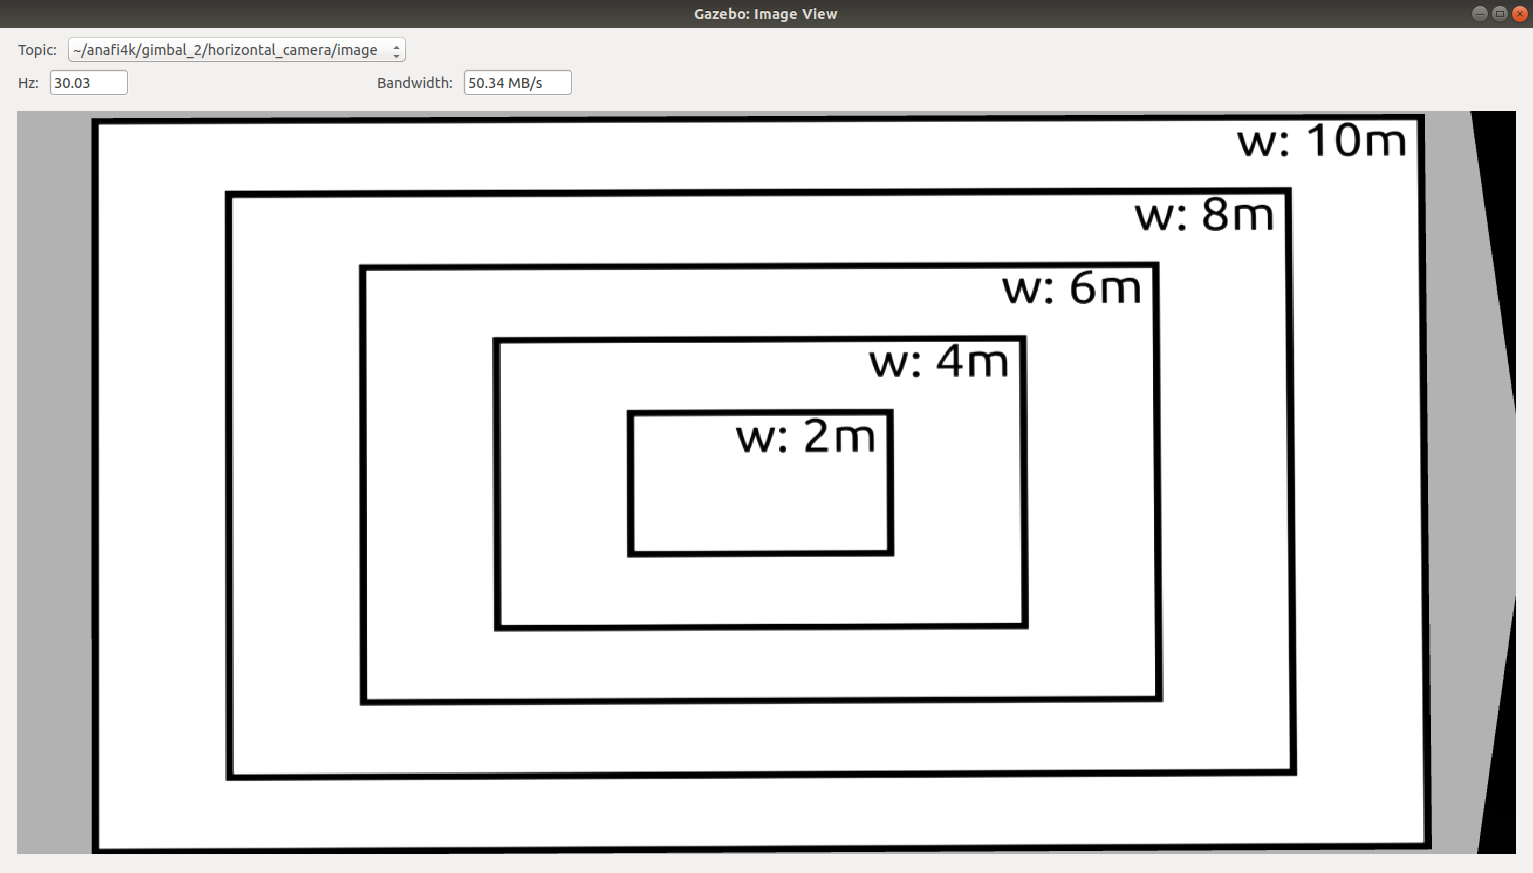 Gazebo: Image View
Topic: ~/anafi4k/gimbal_2/horizontal_camera/image
Hz: 30.03 Bandwidth: 50.34 MB/s
w: 10m
w: 8m
w: 6m
w: 4m
w: 2m